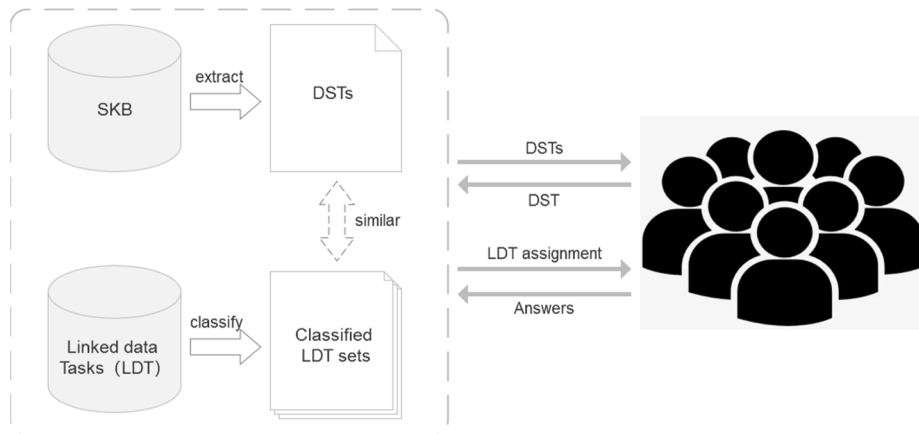 extract
SKB
DSTs
DSTs
DST
similar
LDT assignment
Answers
classify
Linked data
Tasks（LDT）
Classified
LDT sets